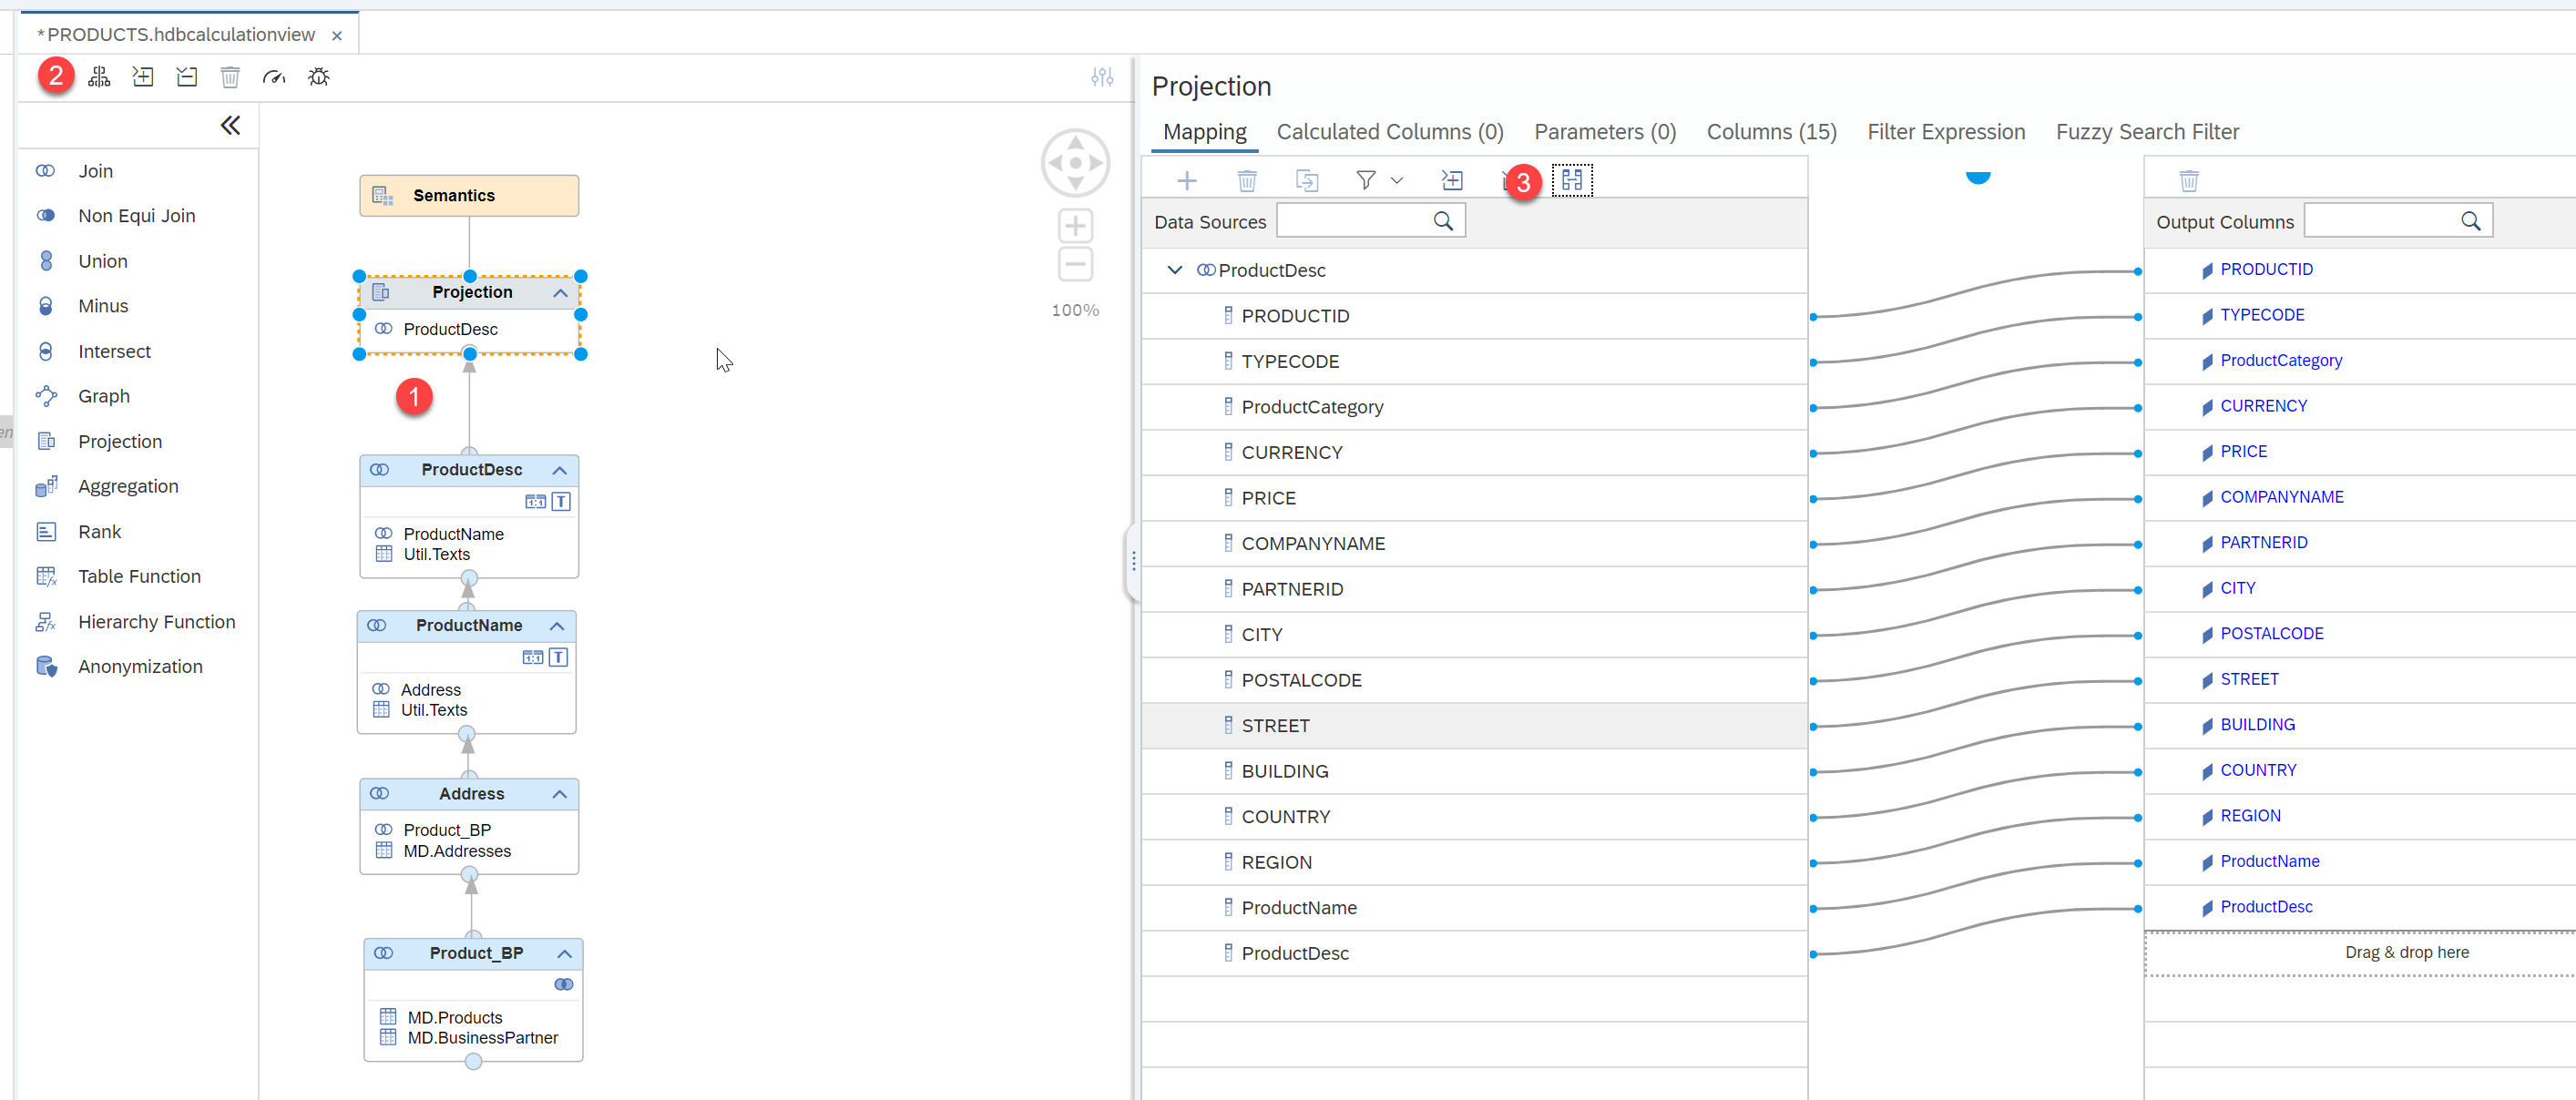 *PRODUCTS.hdbcalculationview ×
2
Join
Non Equi Join
Union
Minus
Intersect
Graph
Projection
Aggregation
Rank
Table Function
Hierarchy Function
Anonymization
en
Semantics
Projection
ProductDesc
1
ProductDesc
T
ProductName
Util.Texts
ProductName
T
Address
Util.Texts
Address
Product_BP
MD.Addresses
Product_BP
MD.Products
MD.BusinessPartner
100%
Projection
Mapping Calculated Columns (0) Parameters (0) Columns (15) Filter Expression Fuzzy Search Filter
3
Data Sources
ProductDesc
PRODUCTID
TYPECODE
ProductCategory
CURRENCY
PRICE
COMPANYNAME
PARTNERID
CITY
POSTALCODE
STREET
BUILDING
COUNTRY
REGION
ProductName
ProductDesc
Output Columns
PRODUCTID
TYPECODE
ProductCategory
CURRENCY
PRICE
COMPANYNAME
PARTNERID
CITY
POSTALCODE
STREET
BUILDING
COUNTRY
REGION
ProductName
ProductDesc
Drag & drop here